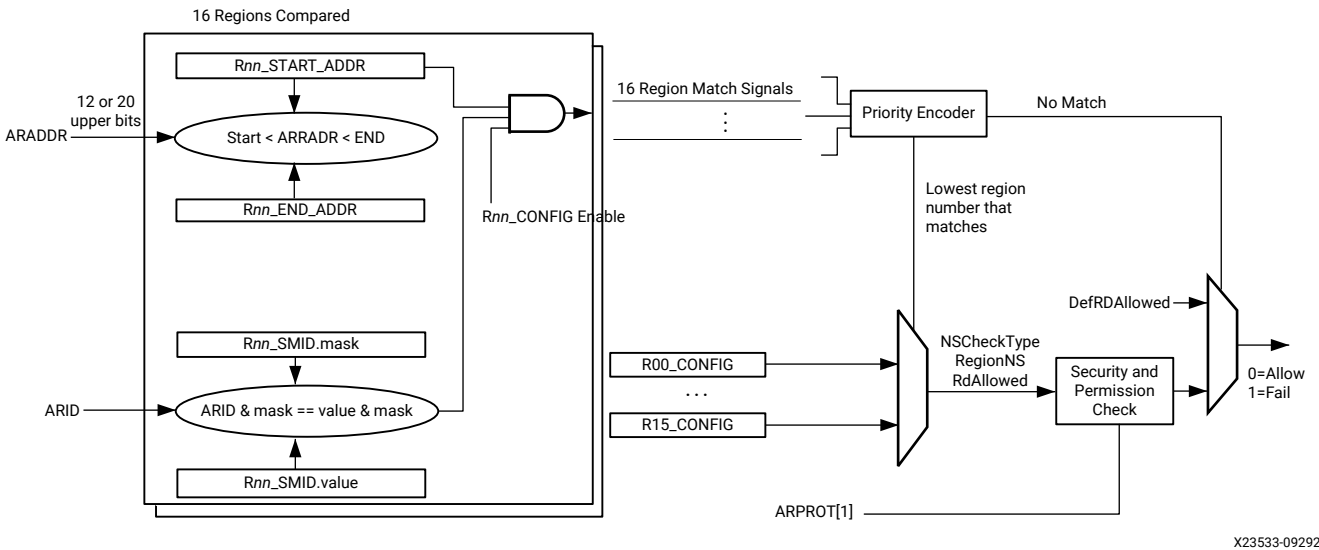 16 Regions Compared
Rnn_START_ADDR
12 or 20
upper bits
ARADDR
Start < ARRADR < END
Rnn_END_ADDR
Rnn_CONFIG Enable
16 Region Match Signals
⋮
Priority Encoder
No Match
Lowest region
number that
matches
DefRDAllowed
Rnn_SMID.mask
ARID
ARID & mask == value & mask
Rnn_SMID.value
R00_CONFIG
...
R15_CONFIG
NSCheckType
RegionNS
RdAllowed
Security and
Permission
Check
0=Allow
1=Fail
ARPROT[1]
X23533-09292